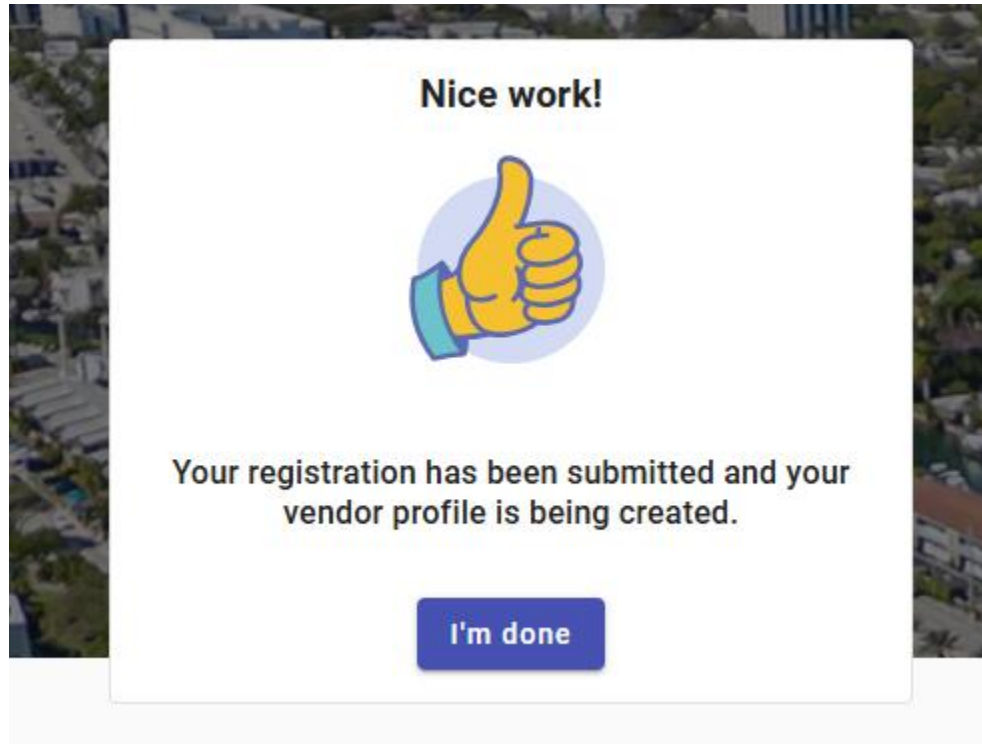 Nice work!
Your registration has been submitted and your
vendor profile is being created.
I'm done